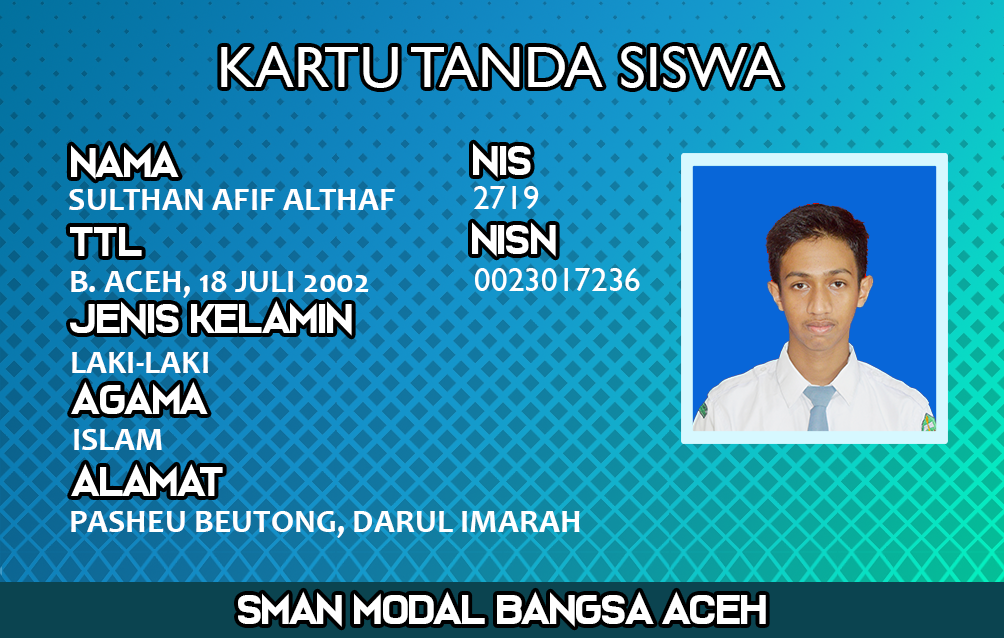 KARTU TANDA SISWA
NAMA
SULTHAN AFIF ALTHAF
TTL
B. ACEH, 18 JULI 2002
JENIS KELAMIN
LAKI-LAKI
AGAMA
ISLAM
ALAMAT
PASHEU BEUTONG, DARUL IMARAH
NIS
2719
NISN
0023017236
SMAN MODAL BANGSA ACEH